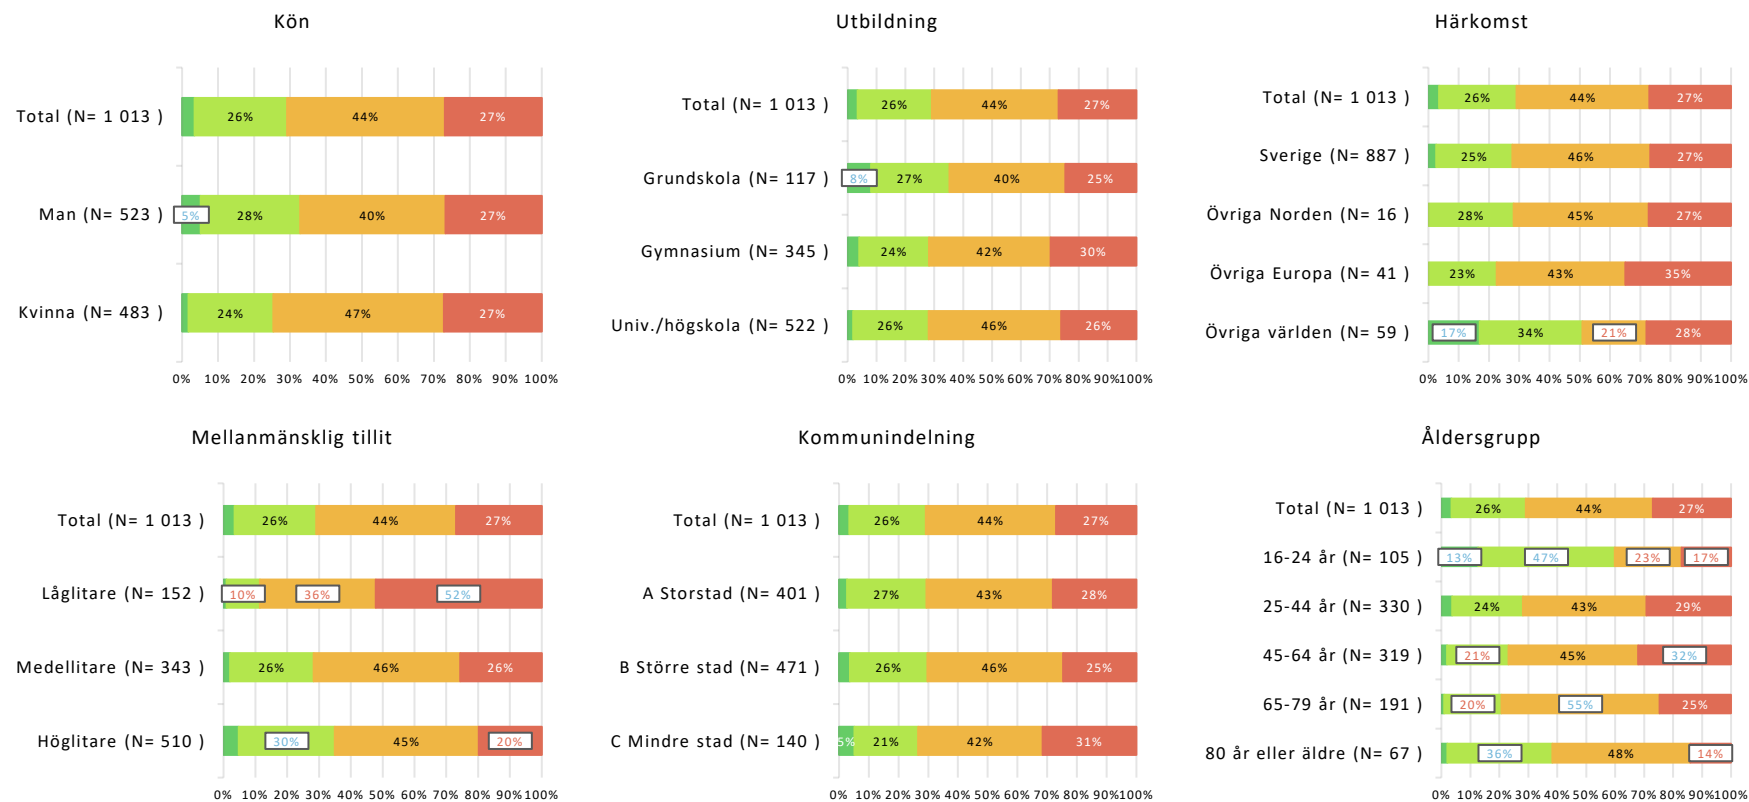 Kön
Total (N= 1 013 ) 26% 44% 27%
Man (N= 523 ) 5% 28% 40% 27%
Kvinna (N= 483 ) 24% 47% 27%
0% 10% 20% 30% 40% 50% 60% 70% 80% 90% 100%
Utbildning
Total (N= 1 013 ) 26% 44% 27%
Grundskola (N= 117 ) 8% 27% 40% 25%
Gymnasium (N= 345 ) 24% 42% 30%
Univ./högskola (N= 522 ) 26% 46% 26%
0% 10% 20% 30% 40% 50% 60% 70% 80% 90% 100%
Härkomst
Total (N= 1 013 ) 26% 44% 27%
Sverige (N= 887 ) 25% 46% 27%
Övriga Norden (N= 16 ) 28% 45% 27%
Övriga Europa (N= 41 ) 23% 43% 35%
Övriga världen (N= 59 ) 17% 34% 21% 28%
0% 10% 20% 30% 40% 50% 60% 70% 80% 90% 100%
Mellanmänsklig tillit
Total (N= 1 013 ) 26% 44% 27%
Låglitare (N= 152 ) 10% 36% 52%
Medellitare (N= 343 ) 26% 46% 26%
Höglitare (N= 510 ) 30% 45% 20%
0% 10% 20% 30% 40% 50% 60% 70% 80% 90% 100%
Kommunindelning
Total (N= 1 013 ) 26% 44% 27%
A Storstad (N= 401 ) 27% 43% 28%
B Större stad (N= 471 ) 26% 46% 25%
C Mindre stad (N= 140 ) 5% 21% 42% 31%
0% 10% 20% 30% 40% 50% 60% 70% 80% 90% 100%
Åldersgrupp
Total (N= 1 013 ) 26% 44% 27%
16-24 år (N= 105 ) 13% 47% 23% 17%
25-44 år (N= 330 ) 24% 43% 29%
45-64 år (N= 319 ) 21% 45% 32%
65-79 år (N= 191 ) 20% 55% 25%
80 år eller äldre (N= 67 ) 36% 48% 14%
0% 10% 20% 30% 40% 50% 60% 70% 80% 90% 100%